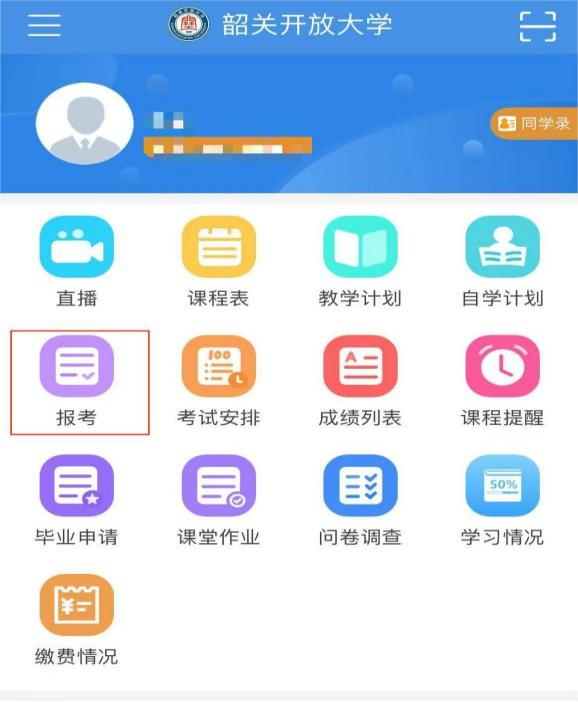 韶关开放大学
同学录
直播 课程表 教学计划 自学计划
100 A
报考 考试安排 成绩列表 课程提醒
50%
毕业申请 课堂作业 问卷调查 学习情况
¥
缴费情况